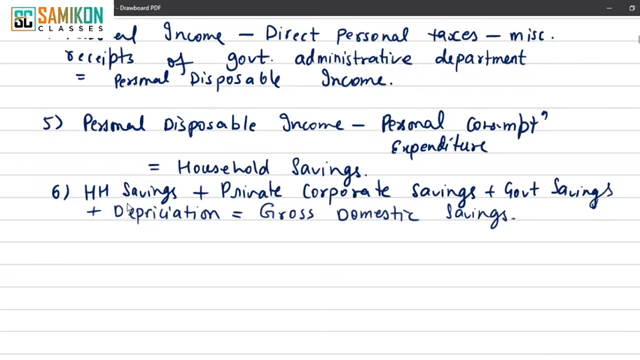 SC SAMIKON CLASSES
- Drawboard PDF
Income - Direct Personal taxes - misc.
receipts of govt. administrative department
= Personal Disposable Income.
5) Personal Disposable Income - Personal Consumptⁿ
Expenditure
= Household Savings.
6) HH Savings + Private Corporate Savings + Govt Savings
+ Depriciation = Gross Domestic Savings.